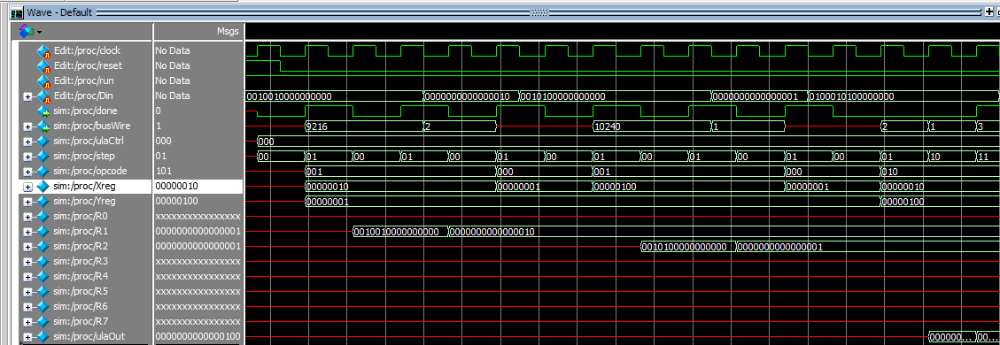 Wave - Default
Msgs
Edit:/proc/clock No Data
Edit:/proc/reset No Data
Edit:/proc/run No Data
Edit:/proc/Din No Data 0010010000000000 0000000000000010 0010100000000000 0000000000000001 0100010100000000
sim:/proc/done 0
sim:/proc/busWire 1 9216 2 10240 1 2 1 3
sim:/proc/ulaCtrl 000 000
sim:/proc/step 01 00 01 00 01 00 01 00 01 00 01 00 01 00 01 10 11
sim:/proc/opcode 101 001 000 001 000 010
sim:/proc/Xreg 00000010 00000010 00000001 00000100 00000001 00000010
sim:/proc/Yreg 00000100 00000001 00000100
sim:/proc/R0 xxxxxxxxxxxxxxxx
sim:/proc/R1 0000000000000001 0010010000000000 0000000000000010
sim:/proc/R2 0000000000000001 0010100000000000 0000000000000001
sim:/proc/R3 xxxxxxxxxxxxxxxx
sim:/proc/R4 xxxxxxxxxxxxxxxx
sim:/proc/R5 xxxxxxxxxxxxxxxx
sim:/proc/R6 xxxxxxxxxxxxxxxx
sim:/proc/R7 xxxxxxxxxxxxxxxx
sim:/proc/ulaOut 0000000000000100 000000... 00...